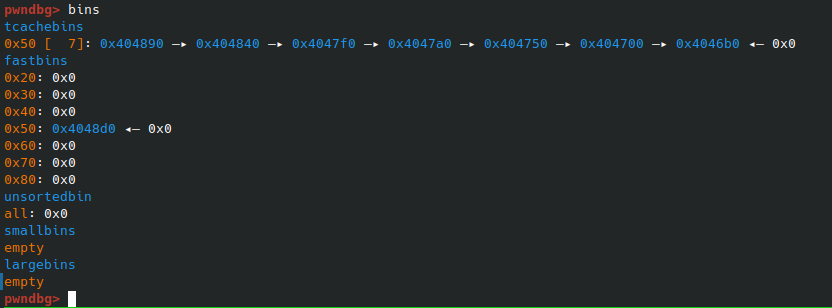 pwndbg> bins
tcachebins
0x50 [  7]: 0x404890 —▸ 0x404840 —▸ 0x4047f0 —▸ 0x4047a0 —▸ 0x404750 —▸ 0x404700 —▸ 0x4046b0 ◂— 0x0
fastbins
0x20: 0x0
0x30: 0x0
0x40: 0x0
0x50: 0x4048d0 ◂— 0x0
0x60: 0x0
0x70: 0x0
0x80: 0x0
unsortedbin
all: 0x0
smallbins
empty
largebins
empty
pwndbg>